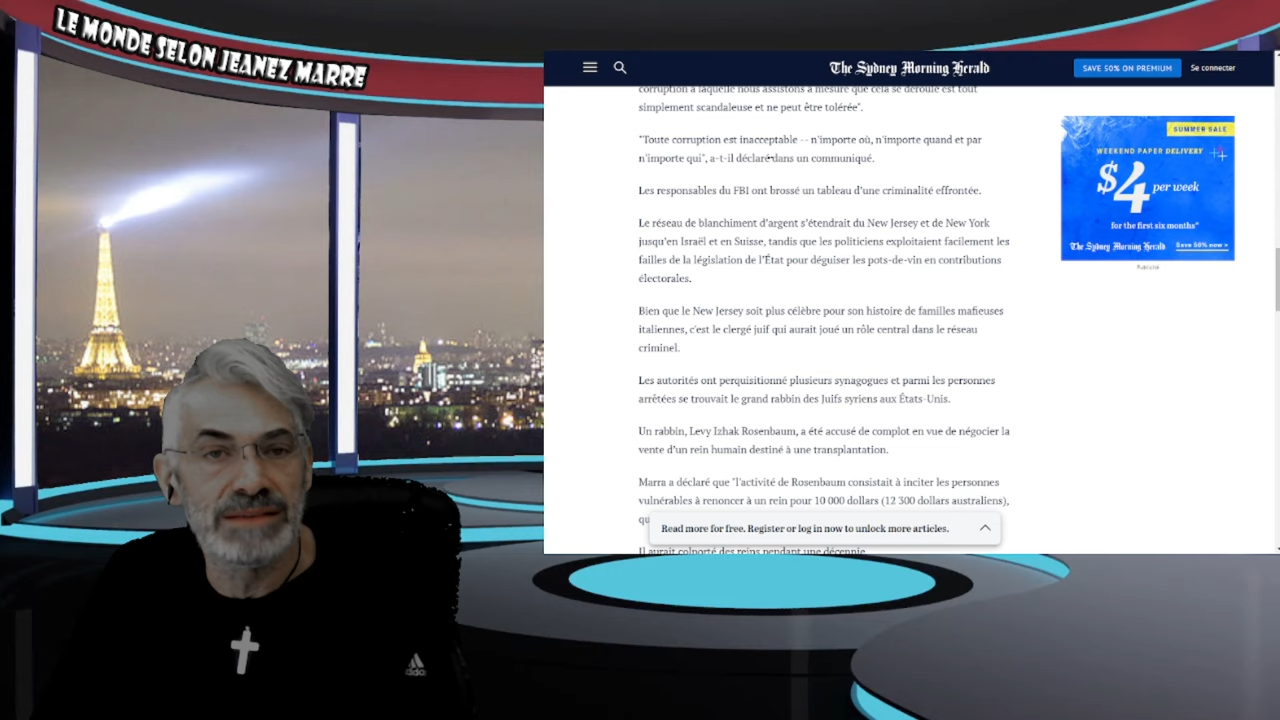 LE MONDE SELON JEANEZ MARRE
The Sydney Morning Herald
SAVE 50% ON PREMIUM
Se connecter
corruption à laquelle nous assistons à mesure que cela se déroule est tout
simplement scandaleuse et ne peut être tolérée".
"Toute corruption est inacceptable -- n'importe où, n'importe quand et par
n'importe qui", a-t-il déclaré dans un communiqué.
Les responsables du FBI ont brossé un tableau d'une criminalité effrontée.
Le réseau de blanchiment d'argent s'étendrait du New Jersey et de New York
jusqu'en Israël et en Suisse, tandis que les politiciens exploitaient facilement les
failles de la législation de l'État pour déguiser les pots-de-vin en contributions
électorales.
Bien que le New Jersey soit plus célèbre pour son histoire de familles mafieuses
italiennes, c'est le clergé juif qui aurait joué un rôle central dans le réseau
criminel.
Les autorités ont perquisitionné plusieurs synagogues et parmi les personnes
arrêtées se trouvait le grand rabbin des Juifs syriens aux États-Unis.
Un rabbin, Levy Izhak Rosenbaum, a été accusé de complot en vue de négocier la
vente d'un rein humain destiné à une transplantation.
Marra a déclaré que "l'activité de Rosenbaum consistait à inciter les personnes
vulnérables à renoncer à un rein pour 10 000 dollars (12 300 dollars australiens),
qu
Read more for free. Register or log in now to unlock more articles.
Il aurait colporté des reins pendant une décennie.
SUMMER SALE
WEEKEND PAPER DELIVERY
$4 per week
for the first six months*
The Sydney Morning Herald
Save 50% now >
Publicité
adidas